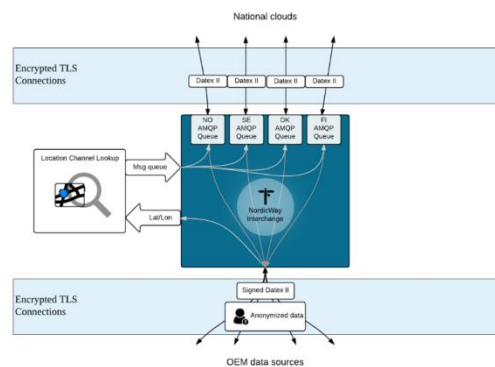 National clouds
Encrypted TLS
Connections
Datex II
Datex II
Datex II
Datex II
NO
AMQP
Queue
SE
AMQP
Queue
DK
AMQP
Queue
FI
AMQP
Queue
Location Channel Lookup
Msg queue
NordicWay
Interchange
Lat/Lon
Signed Datex II
Encrypted TLS
Connections
Anonymized data
OEM data sources